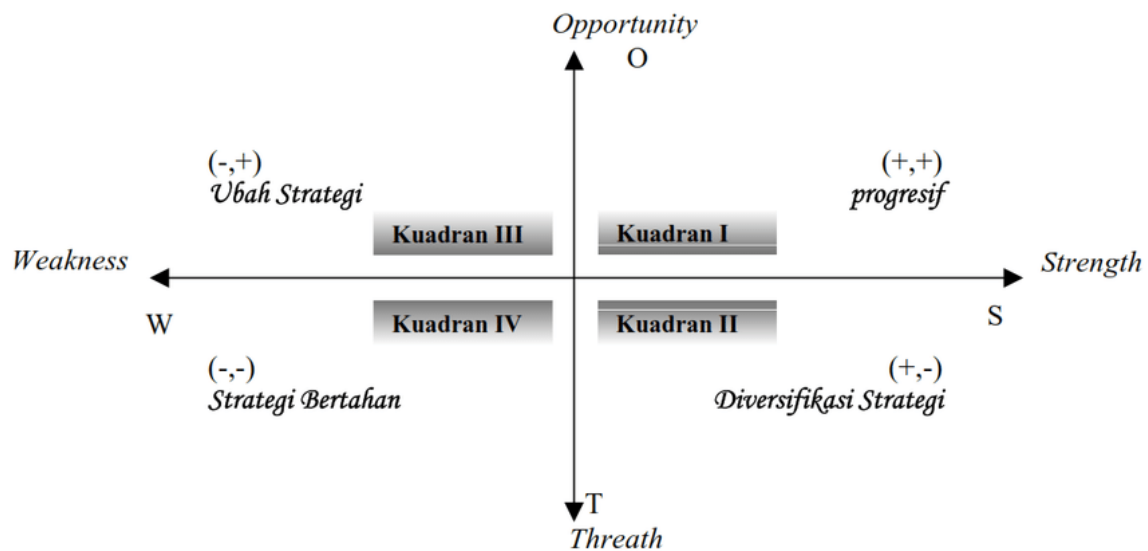 Opportunity
O
(-,+)
Ubah Strategi
(+,+)
progresif
Kuadran III
Kuadran I
Weakness
Strength
W
S
Kuadran IV
Kuadran II
(-,-)
Strategi Bertahan
(+,-)
Diversifikasi Strategi
T
Threath